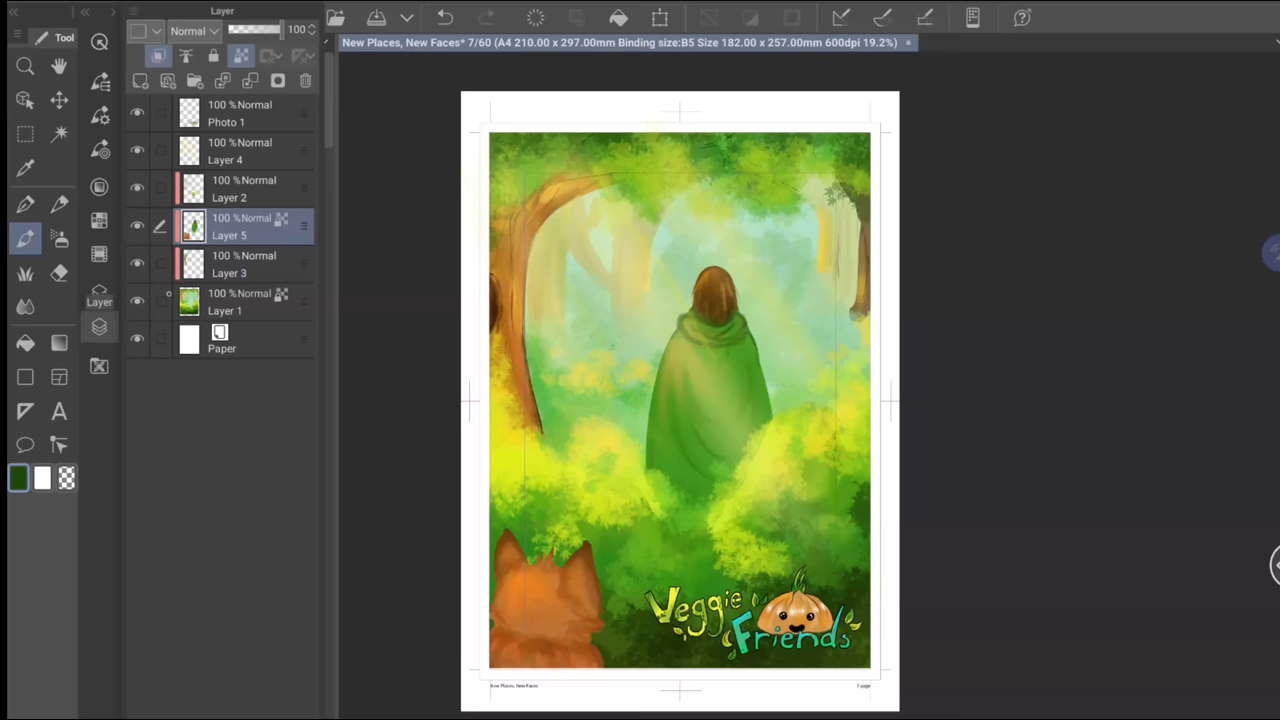 Layer
Tool
Normal
100
New Places, New Faces* 7/60 (A4 210.00 x 297.00mm Binding size:B5 Size 182.00 x 257.00mm 600dpi 19.2%)
100 %Normal
Photo 1
100 %Normal
Layer 4
100 %Normal
Layer 2
100 %Normal
Layer 5
100 %Normal
Layer 3
100 %Normal
Layer 1
Paper
Layer
A
Veggie
Friends
New Places, New Faces